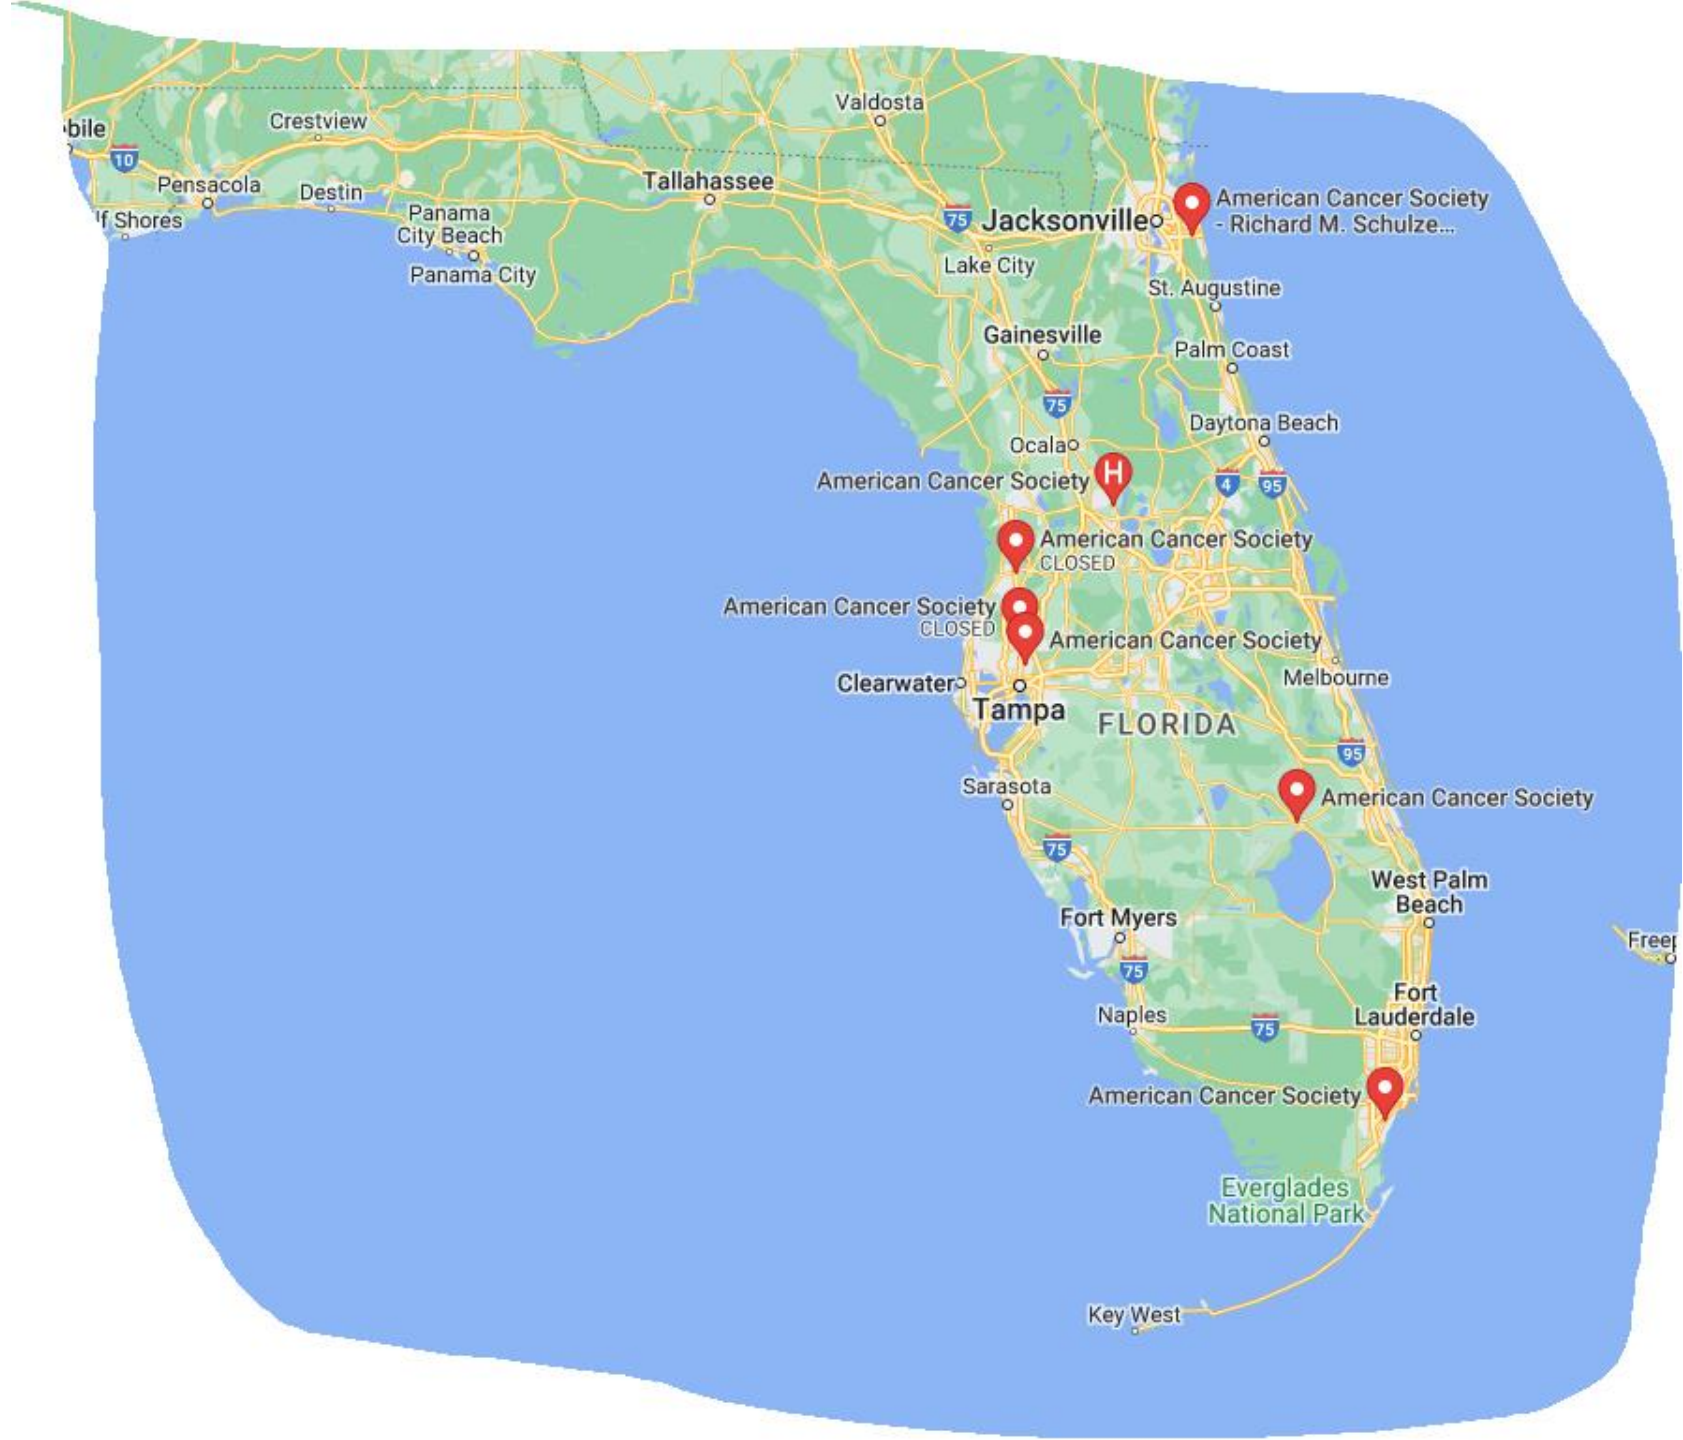 Valdosta
Crestview
bile
10
Pensacola
Destin
Tallahassee
lf Shores
Panama
City Beach
Panama City
75
Jacksonville
American Cancer Society
- Richard M. Schulze...
Lake City
St. Augustine
Gainesville
Palm Coast
75
Daytona Beach
Ocala
American Cancer Society
H
4
95
American Cancer Society
CLOSED
American Cancer Society
CLOSED
American Cancer Society
Clearwater
Melbourne
Tampa
FLORIDA
95
Sarasota
American Cancer Society
75
West Palm
Beach
Fort Myers
Free
75
Fort
Lauderdale
Naples
75
American Cancer Society
Everglades
National Park
Key West